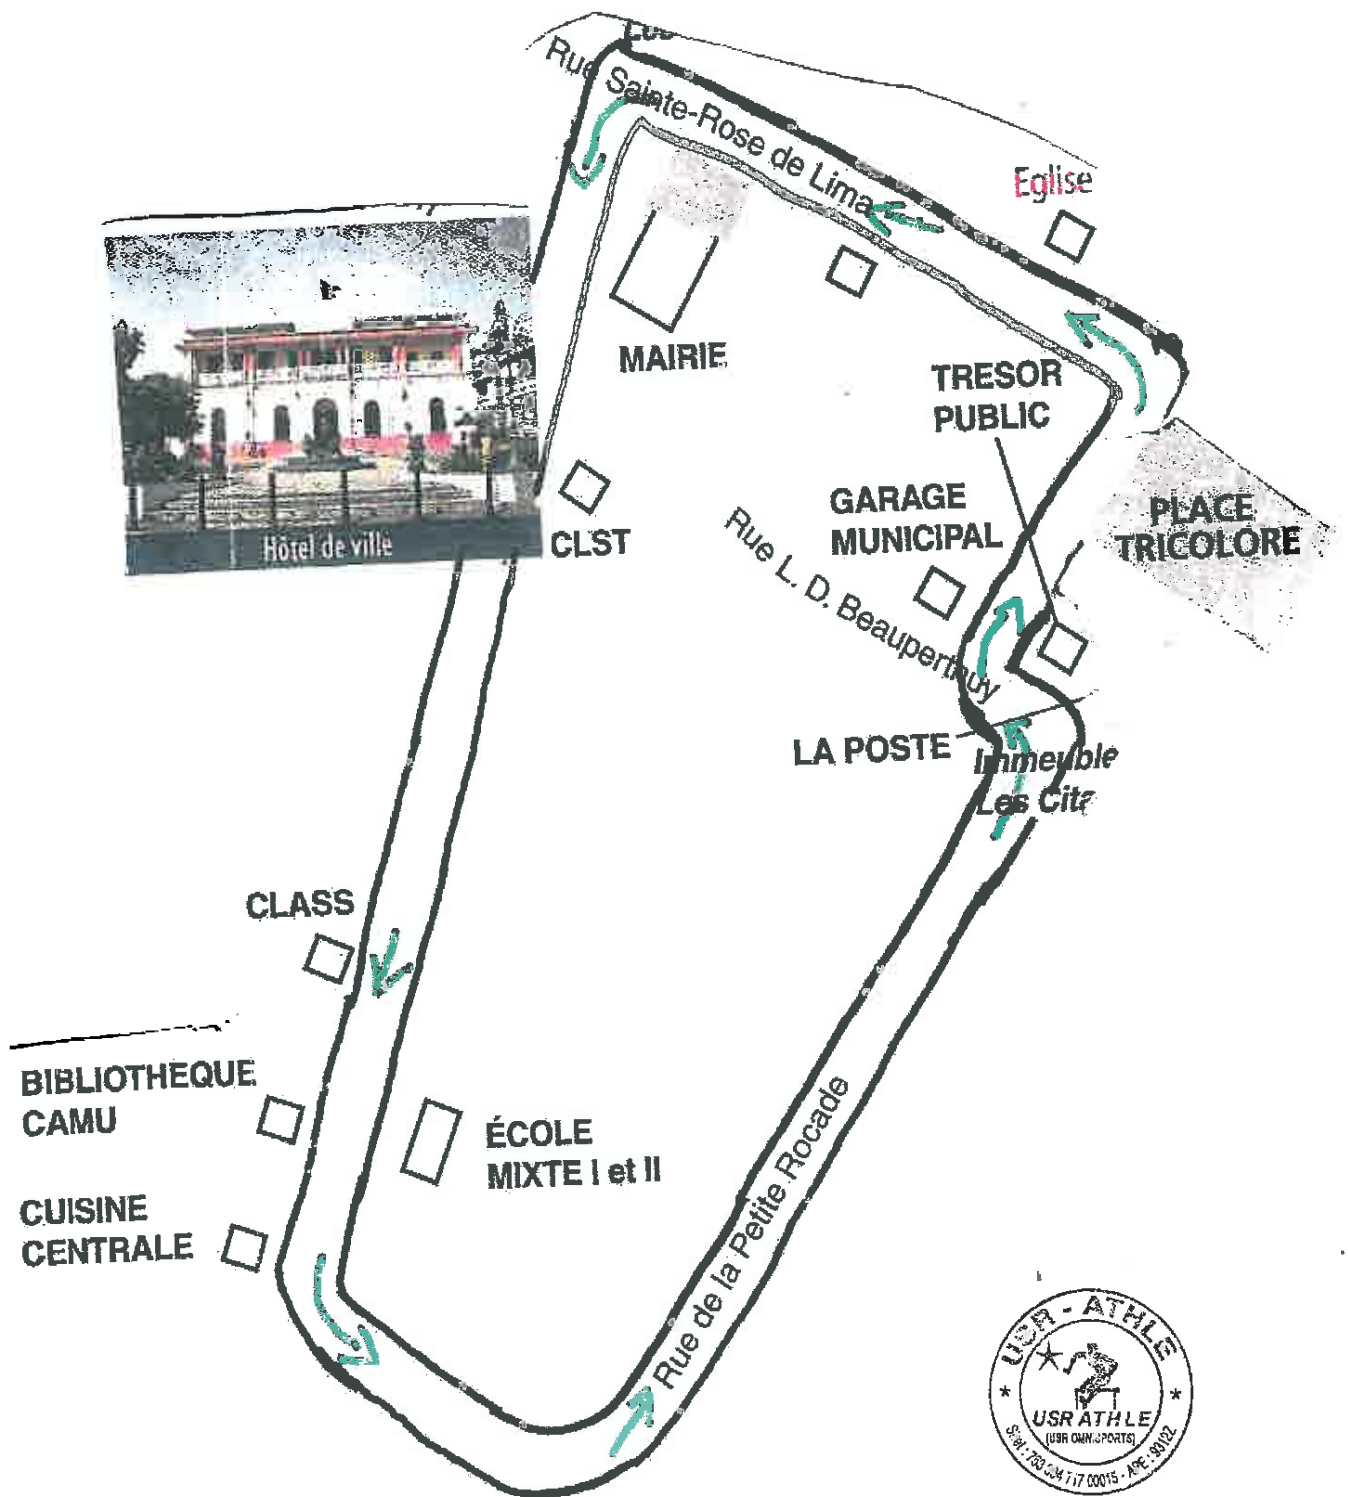 Rue Sainte-Rose de Lima
Eglise
MAIRIE
TRESOR
PUBLIC
GARAGE
MUNICIPAL
PLACE
TRICOLORE
Hôtel de ville
CLST
Rue L. D. Beauperthuy
LA POSTE
Immeuble
Les
CLASS
BIBLIOTHEQUE
CAMU
ÉCOLE
MIXTE I et II
CUISINE
CENTRALE
Rue de la Petite Rocade
USR - ATHLE
USR ATHLE
(USR OMNISPORTS)